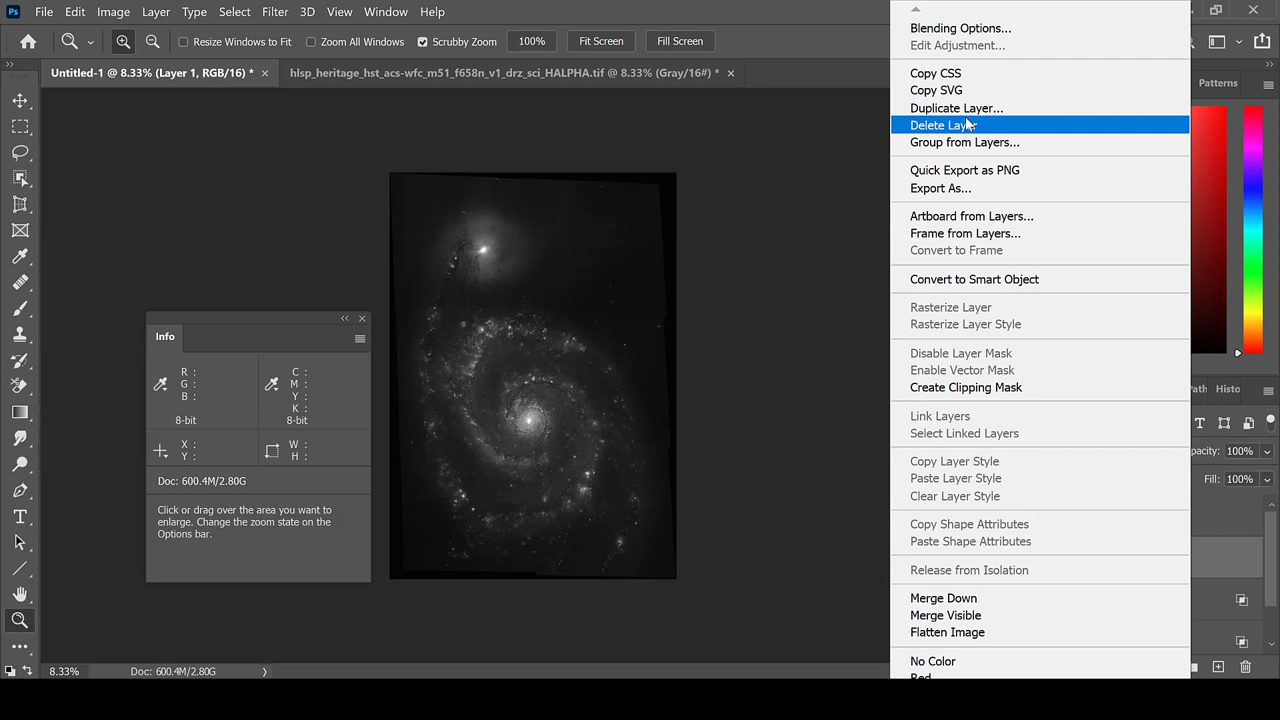 Ps File Edit Image Layer Type Select Filter 3D View Window Help
Resize Windows to Fit Zoom All Windows Scrubby Zoom 100% Fit Screen Fill Screen
Untitled-1 @ 8.33% (Layer 1, RGB/16) * × hlsp_heritage_hst_acs-wfc_m51_f658n_v1_drz_sci_HALPHA.tif @ 8.33% (Gray/16#) * ×
Info
R : C :
G : M :
B : Y :
K :
8-bit 8-bit
X : W :
Y : H :
Doc: 600.4M/2.80G
Click or drag over the area you want to
enlarge. Change the zoom state on the
Options bar.
8.33% Doc: 600.4M/2.80G
Blending Options...
Edit Adjustment...
Copy CSS
Copy SVG
Duplicate Layer...
Delete Layer
Group from Layers...
Quick Export as PNG
Export As...
Artboard from Layers...
Frame from Layers...
Convert to Frame
Convert to Smart Object
Rasterize Layer
Rasterize Layer Style
Disable Layer Mask
Enable Vector Mask
Create Clipping Mask
Link Layers
Select Linked Layers
Copy Layer Style
Paste Layer Style
Clear Layer Style
Copy Shape Attributes
Paste Shape Attributes
Release from Isolation
Merge Down
Merge Visible
Flatten Image
No Color
Red
Patterns
Histo
100%
Fill: 100%